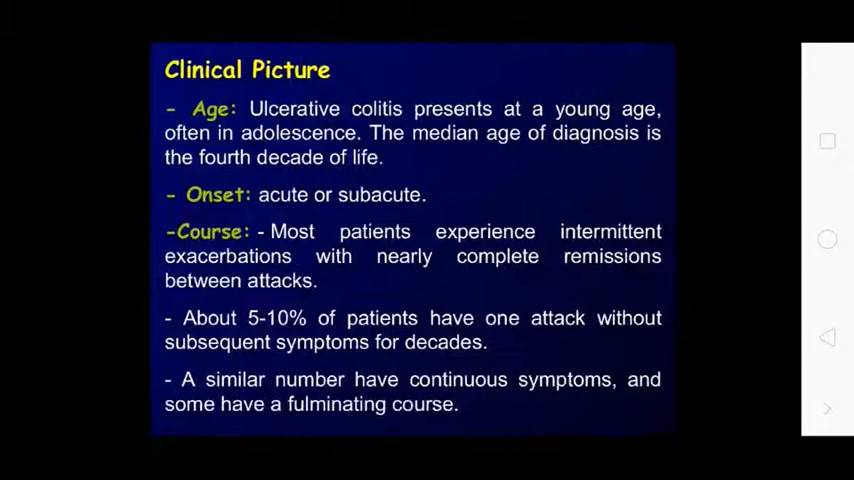 Clinical Picture
- Age: Ulcerative colitis presents at a young age,
often in adolescence. The median age of diagnosis is
the fourth decade of life.
- Onset: acute or subacute.
-Course: - Most patients experience intermittent
exacerbations with nearly complete remissions
between attacks.
- About 5-10% of patients have one attack without
subsequent symptoms for decades.
- A similar number have continuous symptoms, and
some have a fulminating course.